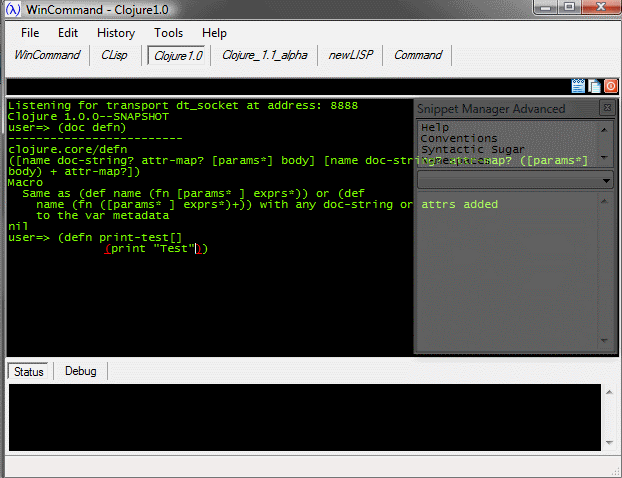 WinCommand - Clojure1.0
File Edit History Tools Help
WinCommand CLisp Clojure1.0 Clojure_1.1_alpha newLISP Command
Listening for transport dt_socket at address: 8888
Clojure 1.0.0--SNAPSHOT
user=> (doc defn)
-------------------------
clojure.core/defn
([name doc-string? attr-map? [params*] body] [name doc-string? attr-map? ([params*]
body) + attr-map?])
Macro
Same as (def name (fn [params* ] exprs*)) or (def
name (fn ([params* ] exprs*)+)) with any doc-string or attrs added
to the var metadata
nil
user=> (defn print-test[]
(print "Test"))
Snippet Manager Advanced
Help
Conventions
Syntactic Sugar
Status Debug